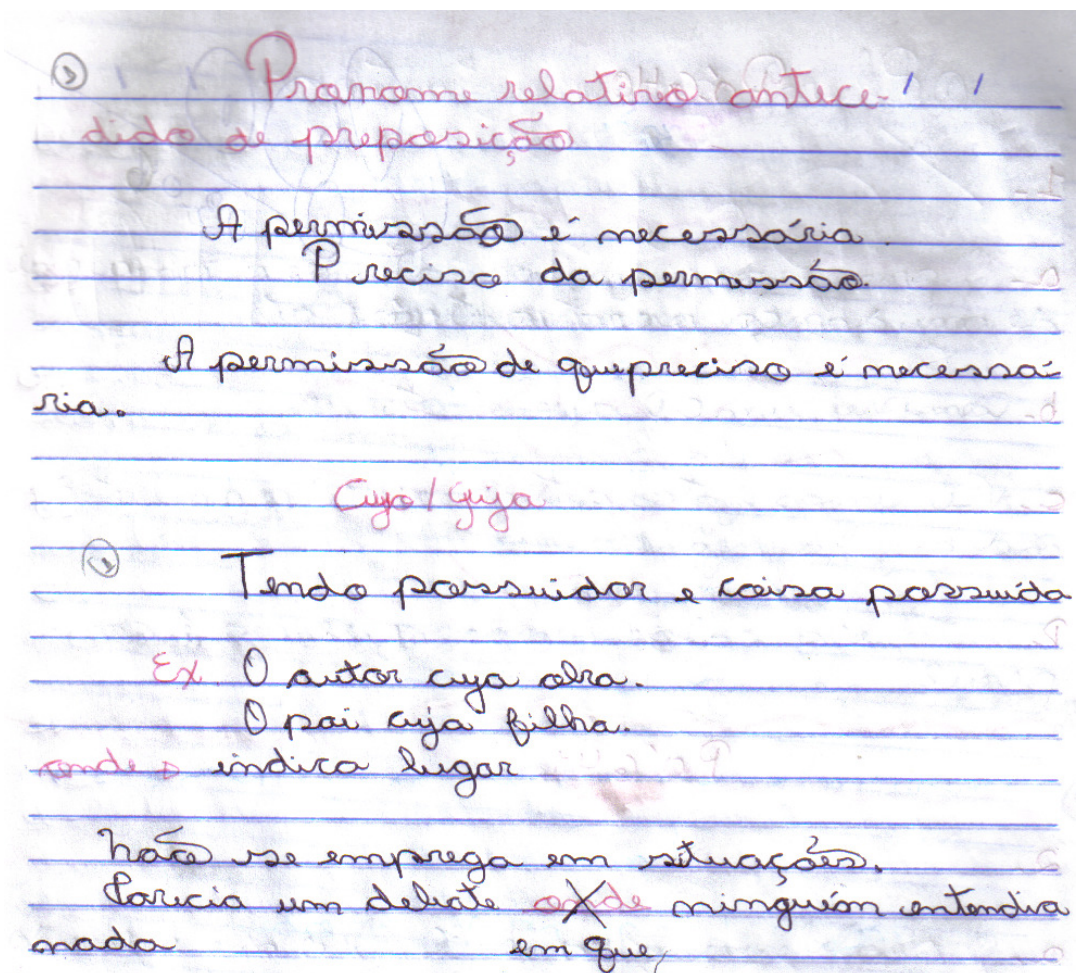 Pronome relativo antece-
dido de preposição
A permissão é necessária.
Preciso da permissão.
A permissão de que preciso é necessá-
ria.
Cujo / Cuja
Tendo possuidor e coisa possuída
Ex O autor cuja obra.
O pai cuja filha.
onde → indica lugar
Não se emprega em situações.
Parecia um debate onde ninguém entendia
nada em que